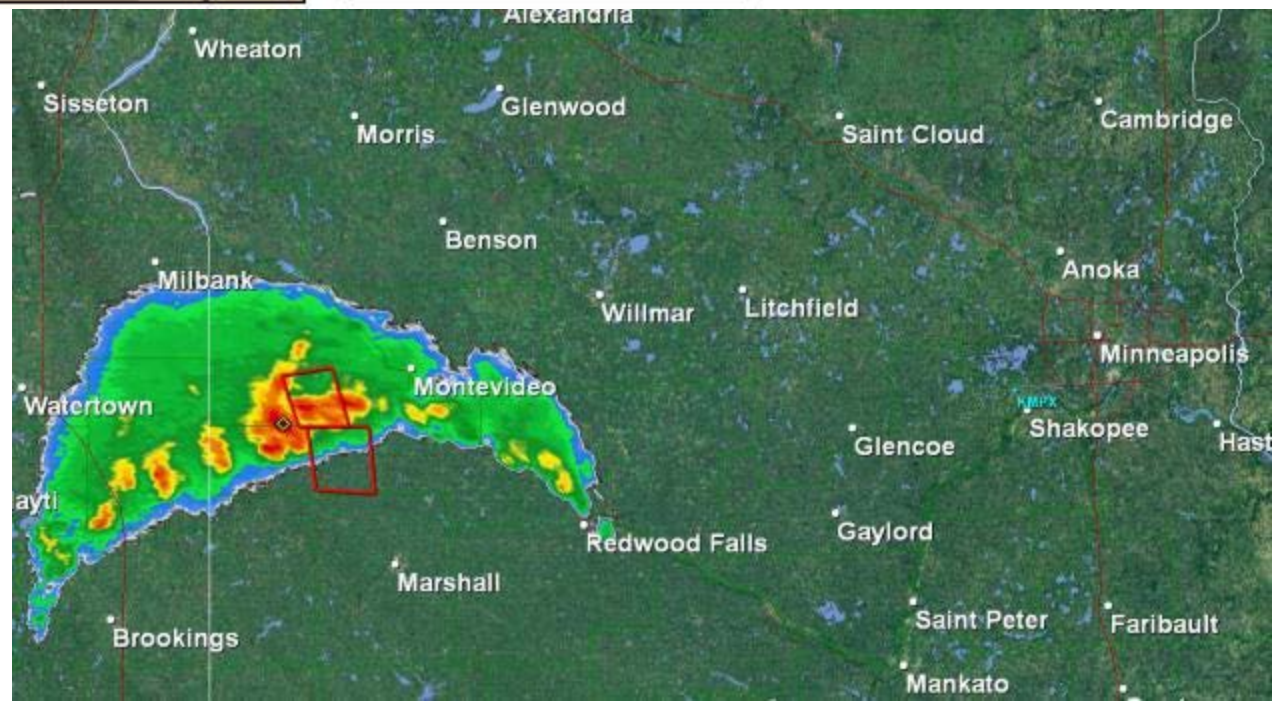 Alexandria
Wheaton
Sisseton
Glenwood
Morris
Saint Cloud
Cambridge
Benson
Milbank
Anoka
Willmar
Litchfield
Minneapolis
Montevideo
Watertown
KMPX
Shakopee
Glencoe
Hast
ayti
Gaylord
Redwood Falls
Marshall
Saint Peter
Faribault
Brookings
Mankato